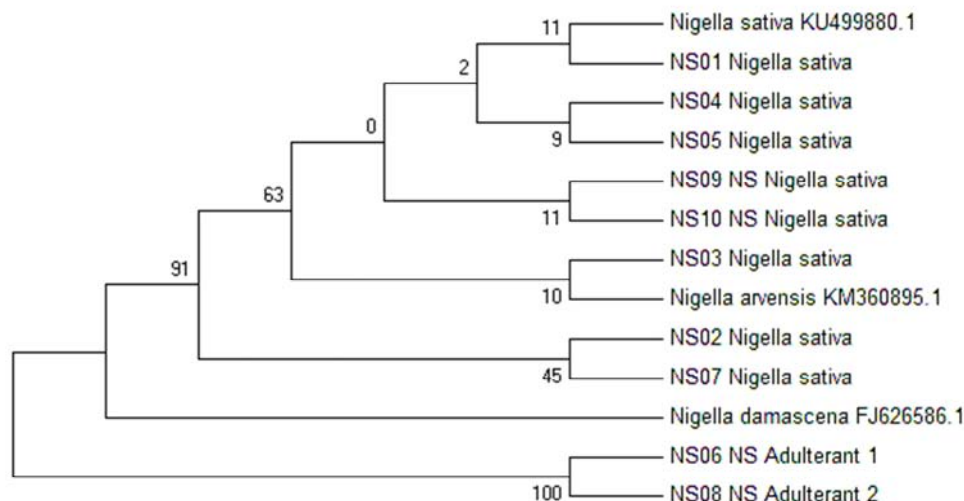 11
Nigella sativa KU499880.1
NS01 Nigella sativa
2
NS04 Nigella sativa
9
NS05 Nigella sativa
0
NS09 NS Nigella sativa
11
NS10 NS Nigella sativa
63
NS03 Nigella sativa
10
Nigella arvensis KM360895.1
91
NS02 Nigella sativa
45
NS07 Nigella sativa
Nigella damascena FJ626586.1
NS06 NS Adulterant 1
100
NS08 NS Adulterant 2